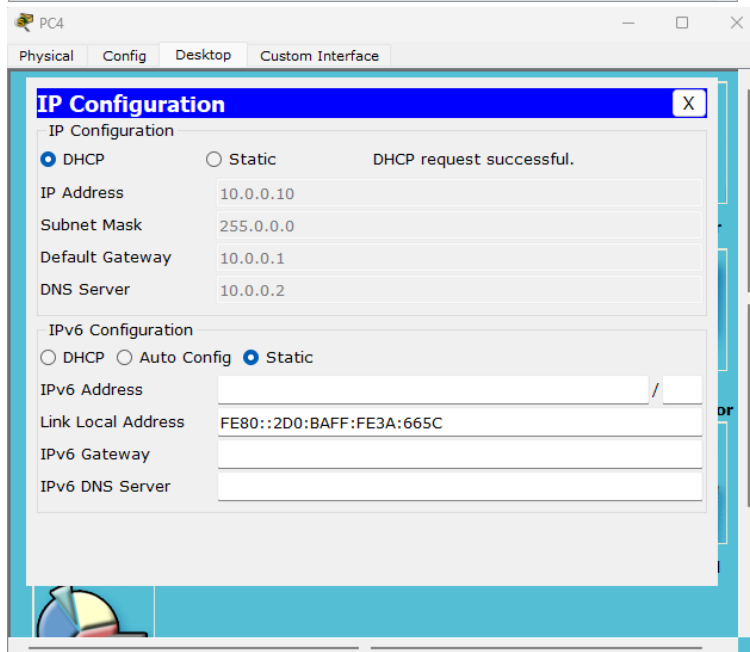 PC4
Physical Config Desktop Custom Interface
IP Configuration X
IP Configuration
DHCP Static DHCP request successful.
IP Address 10.0.0.10
Subnet Mask 255.0.0.0
Default Gateway 10.0.0.1
DNS Server 10.0.0.2
IPv6 Configuration
DHCP Auto Config Static
IPv6 Address /
Link Local Address FE80::2D0:BAFF:FE3A:665C
IPv6 Gateway
IPv6 DNS Server
or